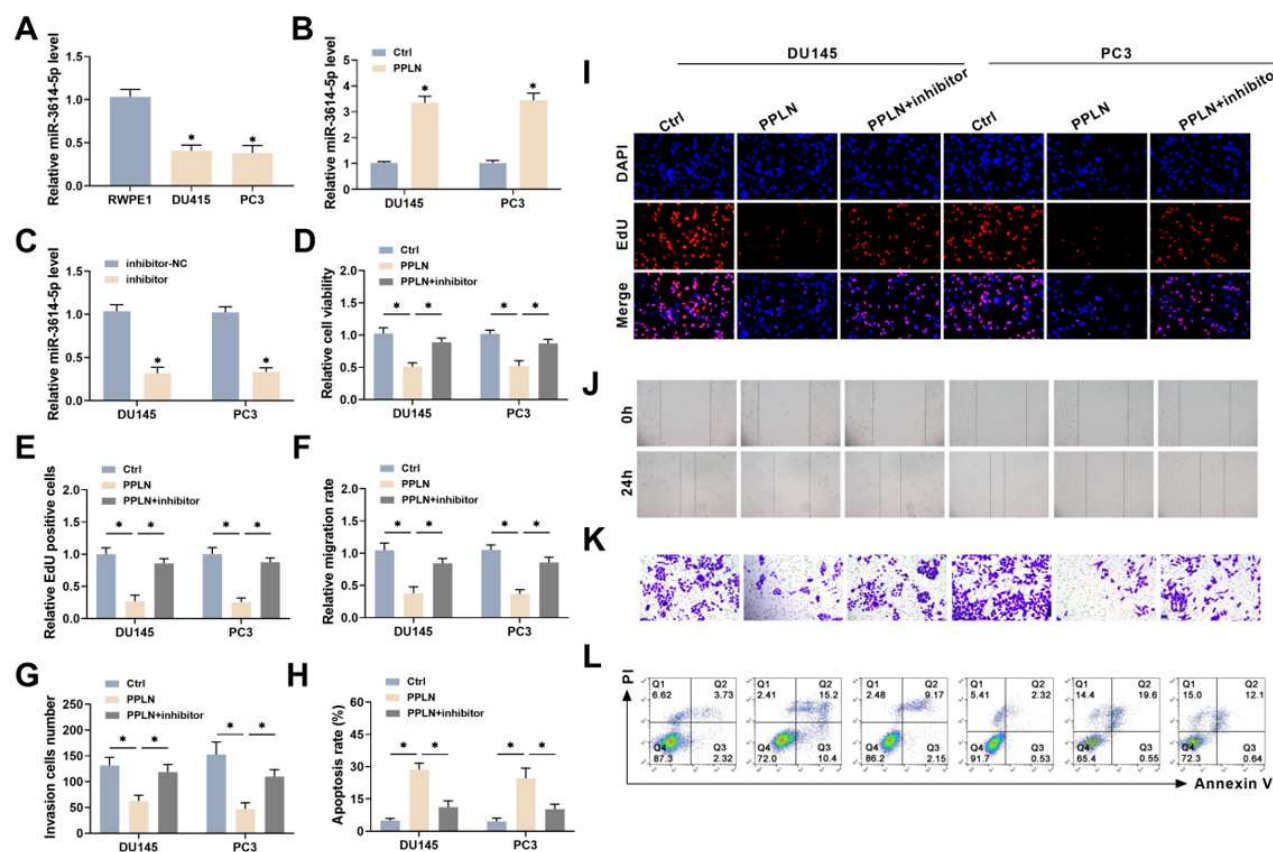 A
Relative miR-3614-5p level
1.5
1.0
0.5
0.0
*
*
RWPE1 DU415 PC3
B
Relative miR-3614-5p level
Ctrl
PPLN
5
4
3
2
1
0
*
*
DU145 PC3
C
Relative miR-3614-5p level
inhibitor-NC
inhibitor
1.5
1.0
0.5
0.0
*
*
DU145 PC3
D
Relative cell viability
Ctrl
PPLN
PPLN+inhibitor
2.0
1.5
1.0
0.5
0.0
* * * *
DU145 PC3
E
Relative EdU positive cells
Ctrl
PPLN
PPLN+inhibitor
2.0
1.5
1.0
0.5
0.0
* * * *
DU145 PC3
F
Relative migration rate
Ctrl
PPLN
PPLN+inhibitor
2.0
1.5
1.0
0.5
0.0
* * * *
DU145 PC3
G
Invasion cells number
Ctrl
PPLN
PPLN+inhibitor
250
200
150
100
50
0
* * * *
DU145 PC3
H
Apoptosis rate (%)
Ctrl
PPLN
PPLN+inhibitor
60
45
30
15
0
* * * *
DU145 PC3
I
DU145 PC3
Ctrl PPLN PPLN+inhibitor Ctrl PPLN PPLN+inhibitor
DAPI
EdU
Merge
J
0h
24h
K
L
PI
Q1 Q2
6.62 3.73
Q4 Q3
87.3 2.32
Q1 Q2
2.41 15.2
Q4 Q3
72.0 10.4
Q1 Q2
2.48 9.17
Q4 Q3
86.2 2.15
Q1 Q2
5.41 2.32
Q4 Q3
91.7 0.53
Q1 Q2
14.4 19.6
Q4 Q3
65.4 0.55
Q1 Q2
15.0 12.1
Q4 Q3
72.3 0.64
Annexin V